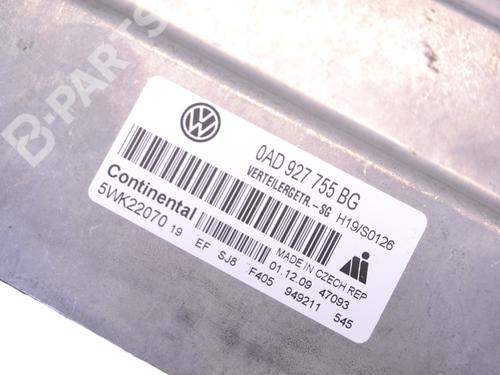 B-PARTS
VW
0AD 927 755 BG
VERTEILERGETR.-SG H19/S0126
Continental
5WK22070 19
MADE IN CZECH REP
EF SJ8 01.12.09 47093
F405 949211 545